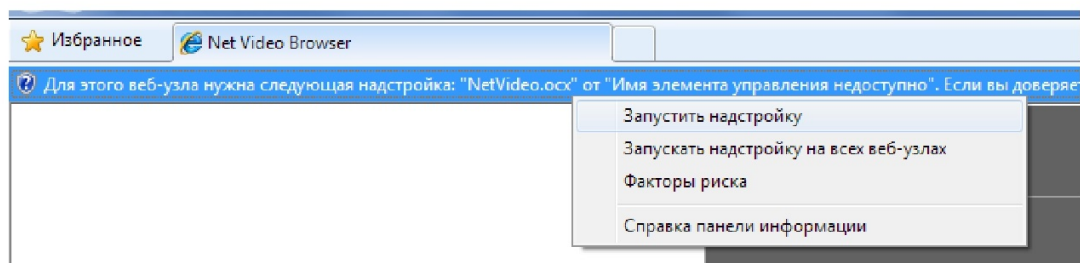 Избранное
Net Video Browser
Для этого веб-узла нужна следующая надстройка: "NetVideo.ocx" от "Имя элемента управления недоступно". Если вы доверяет
Запустить надстройку
Запускать надстройку на всех веб-узлах
Факторы риска
Справка панели информации